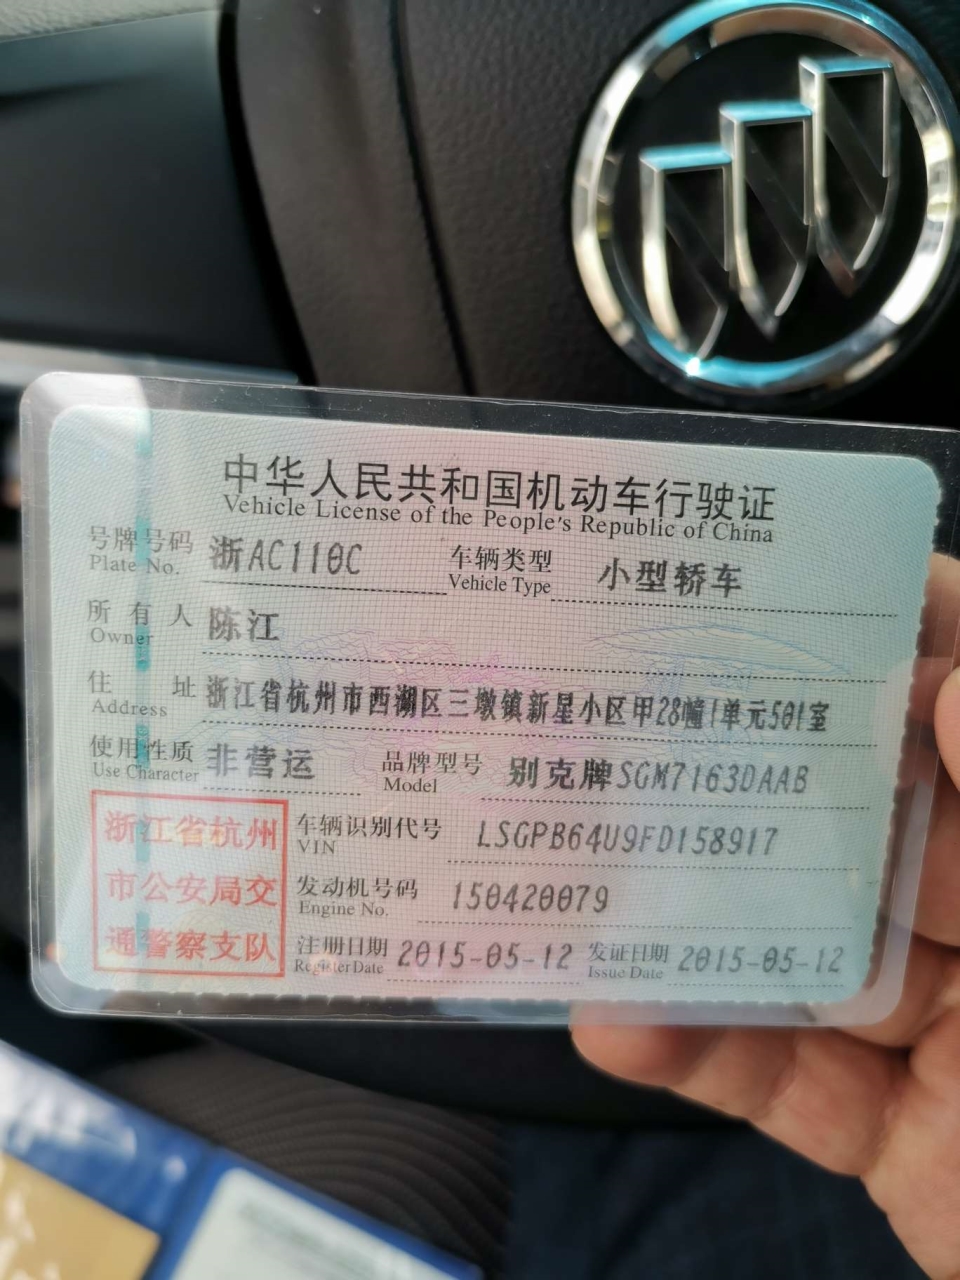 中华人民共和国机动车行驶证
Vehicle License of the People's Republic of China
号牌号码 浙AC110C 车辆类型 小型轿车
Plate No. Vehicle Type
所有人 陈江
Owner
住址 浙江省杭州市西湖区三墩镇新星小区甲28幢1单元501室
Address
使用性质 非营运 品牌型号 别克牌SGM7163DAAB
Use Character Model
浙江省杭州 车辆识别代号 LSGPB64U9FD158917
VIN
市公安局交 发动机号码 150420079
Engine No.
通警察支队 注册日期 2015-05-12 发证日期 2015-05-12
Register Date Issue Date